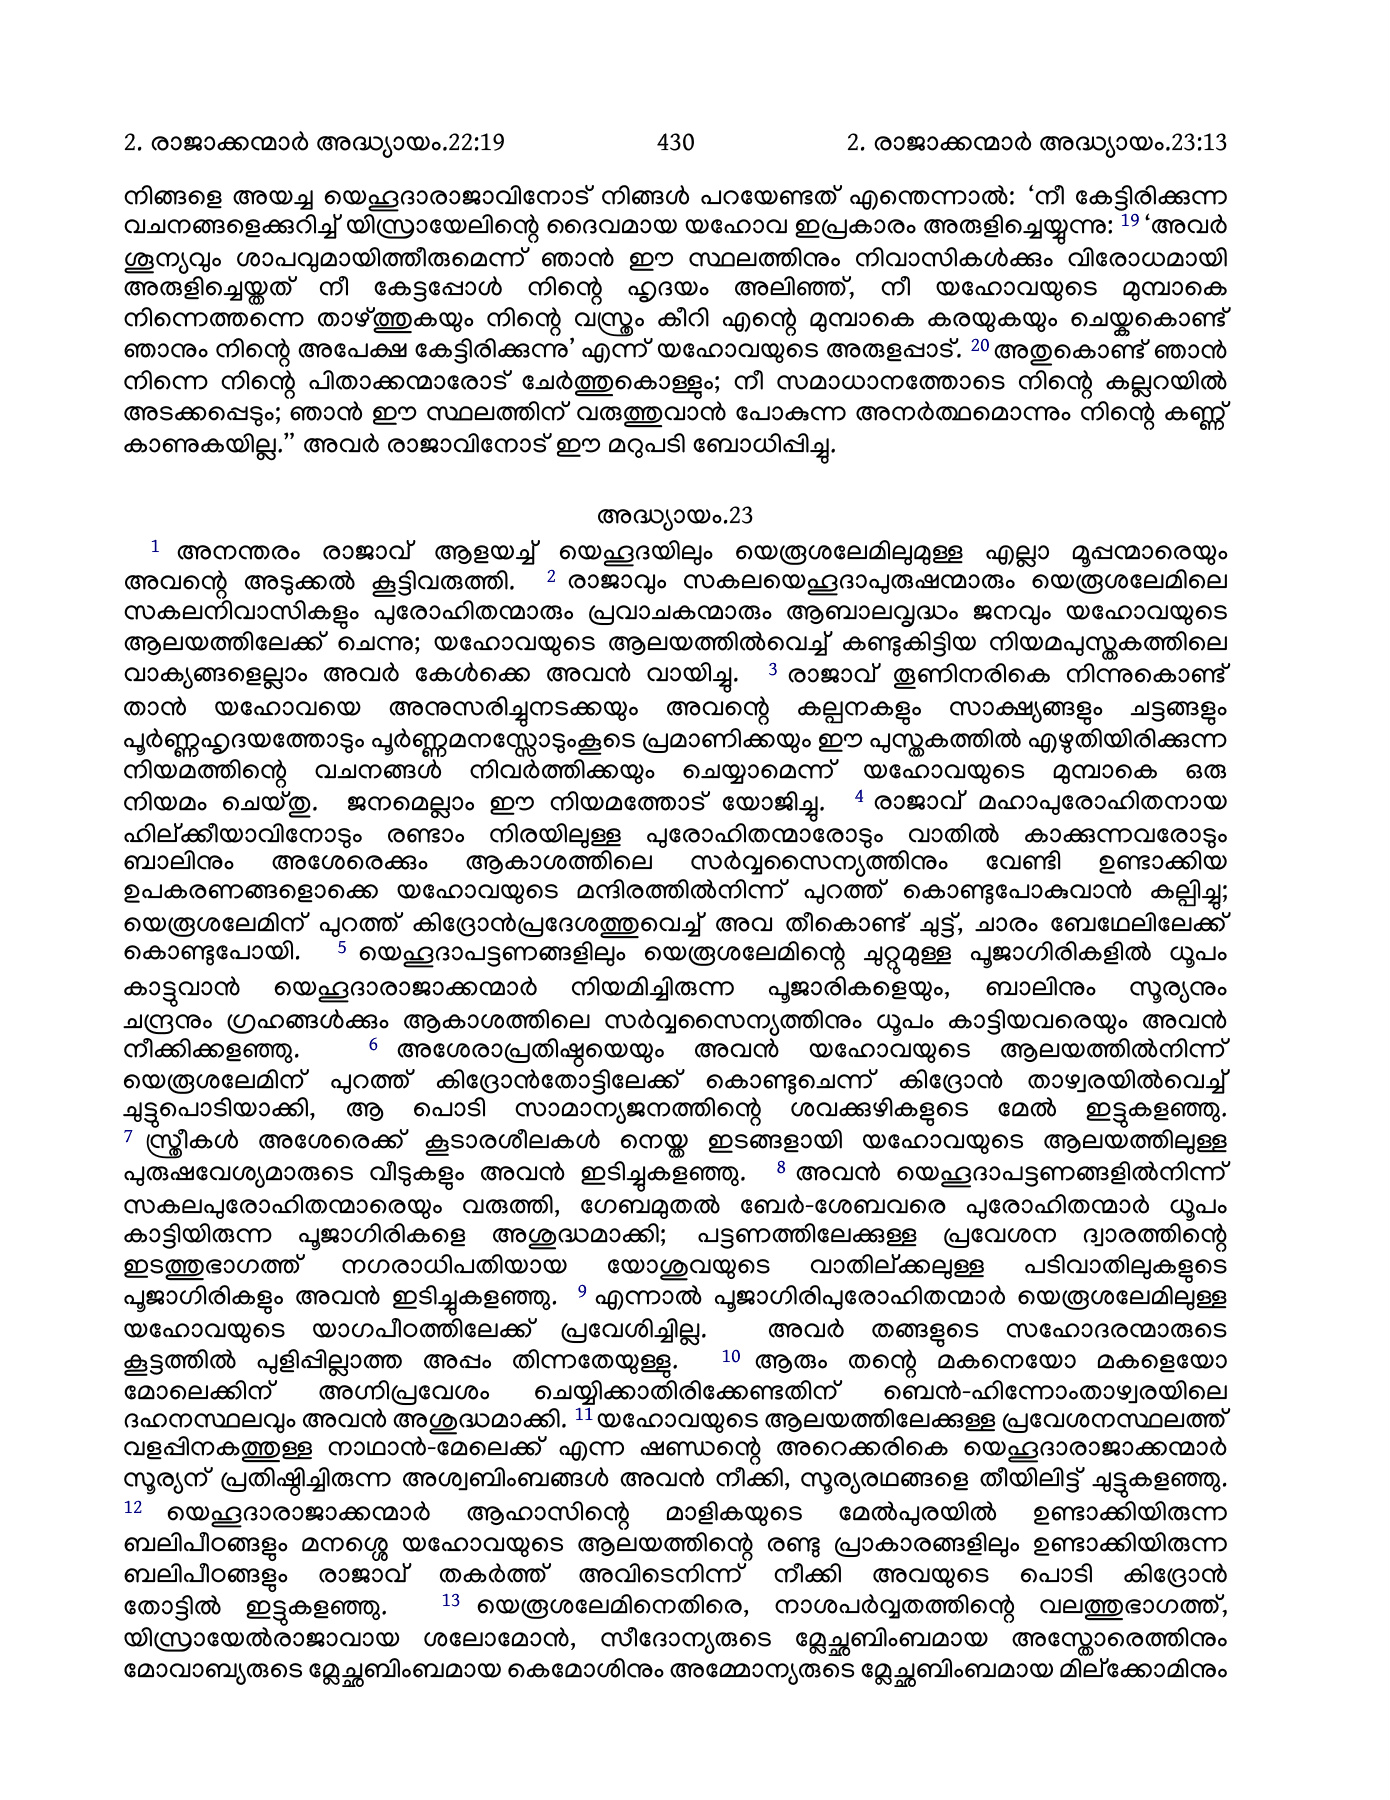 2. രാജാക്കന്മാർ അദ്ധ്യായം.22:19 430 2. രാജാക്കന്മാർ അദ്ധ്യായം.23:13
നിങ്ങളെ അയച്ച യെഹൂദാരാജാവിനോട് നിങ്ങൾ പറയേണ്ടത് എന്തെന്നാൽ: ‘നീ കേട്ടിരിക്കുന്ന
വചനങ്ങളെക്കുറിച്ച് യിസ്രായേലിന്റെ ദൈവമായ യഹോവ ഇപ്രകാരം അരുളിച്ചെയ്യുന്നു: 19 ‘അവർ
ശൂന്യവും ശാപവുമായിത്തീരുമെന്ന് ഞാൻ ഈ സ്ഥലത്തിനും നിവാസികൾക്കും വിരോധമായി
അരുളിച്ചെയ്തത് നീ കേട്ടപ്പോൾ നിന്റെ ഹൃദയം അലിഞ്ഞ്, നീ യഹോവയുടെ മുമ്പാകെ
നിന്നെത്തന്നെ താഴ്ത്തുകയും നിന്റെ വസ്ത്രം കീറി എന്റെ മുമ്പാകെ കരയുകയും ചെയ്കകൊണ്ട്
ഞാനും നിന്റെ അപേക്ഷ കേട്ടിരിക്കുന്നു’ എന്ന് യഹോവയുടെ അരുളപ്പാട്. 20 അതുകൊണ്ട് ഞാൻ
നിന്നെ നിന്റെ പിതാക്കന്മാരോട് ചേർത്തുകൊള്ളും; നീ സമാധാനത്തോടെ നിന്റെ കല്ലറയിൽ
അടക്കപ്പെടും; ഞാൻ ഈ സ്ഥലത്തിന് വരുത്തുവാൻ പോകുന്ന അനർത്ഥമൊന്നും നിന്റെ കണ്ണ്
കാണുകയില്ല.” അവർ രാജാവിനോട് ഈ മറുപടി ബോധിപ്പിച്ചു.
അദ്ധ്യായം.23
1 അനന്തരം രാജാവ് ആളയച്ച് യെഹൂദയിലും യെരൂശലേമിലുമുള്ള എല്ലാ മൂപ്പന്മാരെയും
അവന്റെ അടുക്കൽ കൂട്ടിവരുത്തി. 2 രാജാവും സകലയെഹൂദാപുരുഷന്മാരും യെരൂശലേമിലെ
സകലനിവാസികളും പുരോഹിതന്മാരും പ്രവാചകന്മാരും ആബാലവൃദ്ധം ജനവും യഹോവയുടെ
ആലയത്തിലേക്ക് ചെന്നു; യഹോവയുടെ ആലയത്തിൽവെച്ച് കണ്ടുകിട്ടിയ നിയമപുസ്തകത്തിലെ
വാക്യങ്ങളെല്ലാം അവർ കേൾക്കെ അവൻ വായിച്ചു. 3 രാജാവ് തൂണിനരികെ നിന്നുകൊണ്ട്
താൻ യഹോവയെ അനുസരിച്ചുനടക്കയും അവന്റെ കല്പനകളും സാക്ഷ്യങ്ങളും ചട്ടങ്ങളും
പൂർണ്ണഹൃദയത്തോടും പൂർണ്ണമനസ്സോടുംകൂടെ പ്രമാണിക്കയും ഈ പുസ്തകത്തിൽ എഴുതിയിരിക്കുന്ന
നിയമത്തിന്റെ വചനങ്ങൾ നിവർത്തിക്കയും ചെയ്യാമെന്ന് യഹോവയുടെ മുമ്പാകെ ഒരു
നിയമം ചെയ്തു. ജനമെല്ലാം ഈ നിയമത്തോട് യോജിച്ചു. 4 രാജാവ് മഹാപുരോഹിതനായ
ഹില്ക്കീയാവിനോടും രണ്ടാം നിരയിലുള്ള പുരോഹിതന്മാരോടും വാതിൽ കാക്കുന്നവരോടും
ബാലിനും അശേരെക്കും ആകാശത്തിലെ സർവ്വസൈന്യത്തിനും വേണ്ടി ഉണ്ടാക്കിയ
ഉപകരണങ്ങളൊക്കെ യഹോവയുടെ മന്ദിരത്തിൽനിന്ന് പുറത്ത് കൊണ്ടുപോകുവാൻ കല്പിച്ചു;
യെരൂശലേമിന് പുറത്ത് കിദ്രോൻപ്രദേശത്തുവെച്ച് അവ തീകൊണ്ട് ചുട്ട്, ചാരം ബേഥേലിലേക്ക്
കൊണ്ടുപോയി. 5 യെഹൂദാപട്ടണങ്ങളിലും യെരൂശലേമിന്റെ ചുറ്റുമുള്ള പൂജാഗിരികളിൽ ധൂപം
കാട്ടുവാൻ യെഹൂദാരാജാക്കന്മാർ നിയമിച്ചിരുന്ന പൂജാരികളെയും, ബാലിനും സൂര്യനും
ചന്ദ്രനും ഗ്രഹങ്ങൾക്കും ആകാശത്തിലെ സർവ്വസൈന്യത്തിനും ധൂപം കാട്ടിയവരെയും അവൻ
നീക്കിക്കളഞ്ഞു. 6 അശേരാപ്രതിഷ്ഠയെയും അവൻ യഹോവയുടെ ആലയത്തിൽനിന്ന്
യെരൂശലേമിന് പുറത്ത് കിദ്രോൻതോട്ടിലേക്ക് കൊണ്ടുചെന്ന് കിദ്രോൻ താഴ്വരയിൽവെച്ച്
ചുട്ടുപൊടിയാക്കി, ആ പൊടി സാമാന്യജനത്തിന്റെ ശവക്കുഴികളുടെ മേൽ ഇട്ടുകളഞ്ഞു.
7 സ്ത്രീകൾ അശേരെക്ക് കൂടാരശീലകൾ നെയ്ത ഇടങ്ങളായി യഹോവയുടെ ആലയത്തിലുള്ള
പുരുഷവേശ്യമാരുടെ വീടുകളും അവൻ ഇടിച്ചുകളഞ്ഞു. 8 അവൻ യെഹൂദാപട്ടണങ്ങളിൽനിന്ന്
സകലപുരോഹിതന്മാരെയും വരുത്തി, ഗേബമുതൽ ബേർ-ശേബവരെ പുരോഹിതന്മാർ ധൂപം
കാട്ടിയിരുന്ന പൂജാഗിരികളെ അശുദ്ധമാക്കി; പട്ടണത്തിലേക്കുള്ള പ്രവേശന ദ്വാരത്തിന്റെ
ഇടത്തുഭാഗത്ത് നഗരാധിപതിയായ യോശുവയുടെ വാതില്ക്കലുള്ള പടിവാതിലുകളുടെ
പൂജാഗിരികളും അവൻ ഇടിച്ചുകളഞ്ഞു. 9 എന്നാൽ പൂജാഗിരിപുരോഹിതന്മാർ യെരൂശലേമിലുള്ള
യഹോവയുടെ യാഗപീഠത്തിലേക്ക് പ്രവേശിച്ചില്ല. അവർ തങ്ങളുടെ സഹോദരന്മാരുടെ
കൂട്ടത്തിൽ പുളിപ്പില്ലാത്ത അപ്പം തിന്നതേയുള്ളു. 10 ആരും തന്റെ മകനെയോ മകളെയോ
മോലെക്കിന് അഗ്നിപ്രവേശം ചെയ്യിക്കാതിരിക്കേണ്ടതിന് ബെൻ-ഹിന്നോംതാഴ്വരയിലെ
ദഹനസ്ഥലവും അവൻ അശുദ്ധമാക്കി. 11 യഹോവയുടെ ആലയത്തിലേക്കുള്ള പ്രവേശനസ്ഥലത്ത്
വളപ്പിനകത്തുള്ള നാഥാൻ-മേലെക്ക് എന്ന ഷണ്ഡന്റെ അറെക്കരികെ യെഹൂദാരാജാക്കന്മാർ
സൂര്യന് പ്രതിഷ്ഠിച്ചിരുന്ന അശ്വബിംബങ്ങൾ അവൻ നീക്കി, സൂര്യരഥങ്ങളെ തീയിലിട്ട് ചുട്ടുകളഞ്ഞു.
12 യെഹൂദാരാജാക്കന്മാർ ആഹാസിന്റെ മാളികയുടെ മേൽപുരയിൽ ഉണ്ടാക്കിയിരുന്ന
ബലിപീഠങ്ങളും മനശ്ശെ യഹോവയുടെ ആലയത്തിന്റെ രണ്ടു പ്രാകാരങ്ങളിലും ഉണ്ടാക്കിയിരുന്ന
ബലിപീഠങ്ങളും രാജാവ് തകർത്ത് അവിടെനിന്ന് നീക്കി അവയുടെ പൊടി കിദ്രോൻ
തോട്ടിൽ ഇട്ടുകളഞ്ഞു. 13 യെരൂശലേമിനെതിരെ, നാശപർവ്വതത്തിന്റെ വലത്തുഭാഗത്ത്,
യിസ്രായേൽരാജാവായ ശലോമോൻ, സീദോന്യരുടെ മ്ലേച്ഛബിംബമായ അസ്തോരെത്തിനും
മോവാബ്യരുടെ മ്ലേച്ഛബിംബമായ കെമോശിനും അമ്മോന്യരുടെ മ്ലേച്ഛബിംബമായ മില്ക്കോമിനും